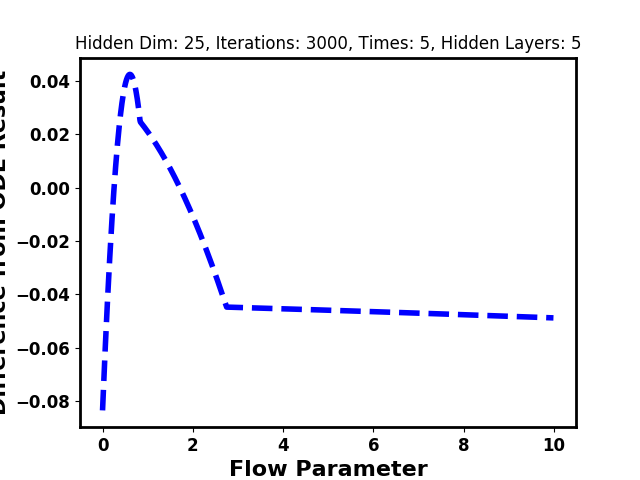 Hidden Dim: 25, Iterations: 3000, Times: 5, Hidden Layers: 5
Difference from ODE Result
0.04
0.02
0.00
−0.02
−0.04
−0.06
−0.08
0 2 4 6 8 10
Flow Parameter